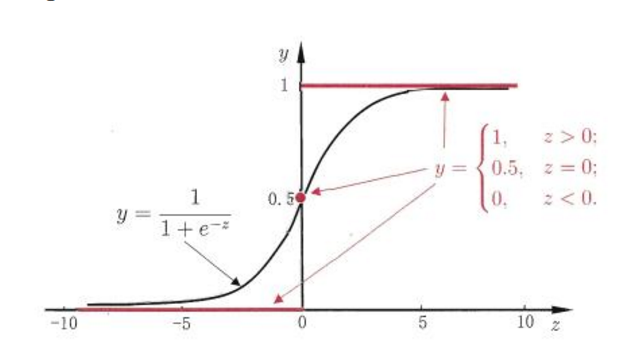 y
1
0.5
y = 1 / (1 + e^{-z})
y = { 1, z > 0;
0.5, z = 0;
0, z < 0.
-10 -5 0 5 10 z